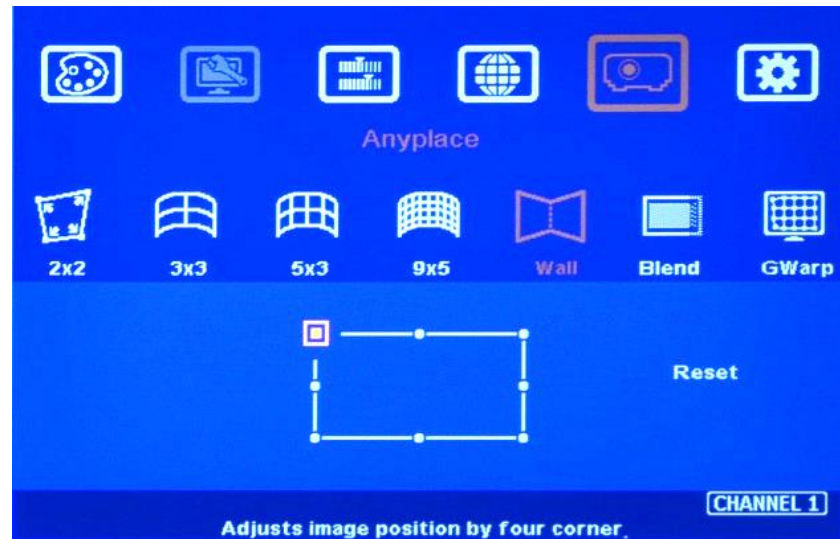 Anyplace
2x2 3x3 5x3 9x5 Wall Blend GWarp
Reset
CHANNEL 1
Adjusts image position by four corner.